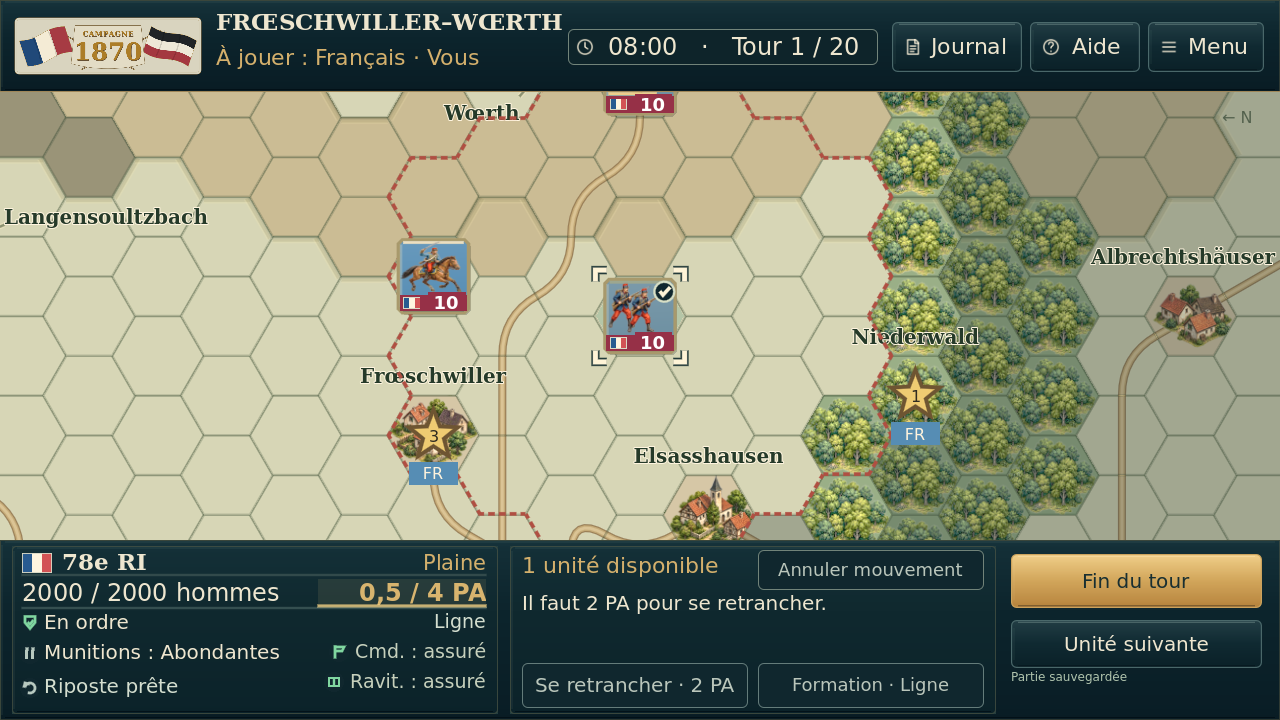 CAMPAGNE
1870
FRŒSCHWILLER–WŒRTH
À jouer : Français · Vous
08:00 · Tour 1 / 20
Journal
Aide
Menu
Wœrth
10
← N
Langensoultzbach
Albrechtshäuser
10
10
Niederwald
Frœschwiller
1
3
FR
FR
Elsasshausen
78e RI
Plaine
2000 / 2000 hommes
0,5 / 4 PA
En ordre
Ligne
Munitions : Abondantes
Cmd. : assuré
Riposte prête
Ravit. : assuré
1 unité disponible
Annuler mouvement
Il faut 2 PA pour se retrancher.
Se retrancher · 2 PA
Formation · Ligne
Fin du tour
Unité suivante
Partie sauvegardée